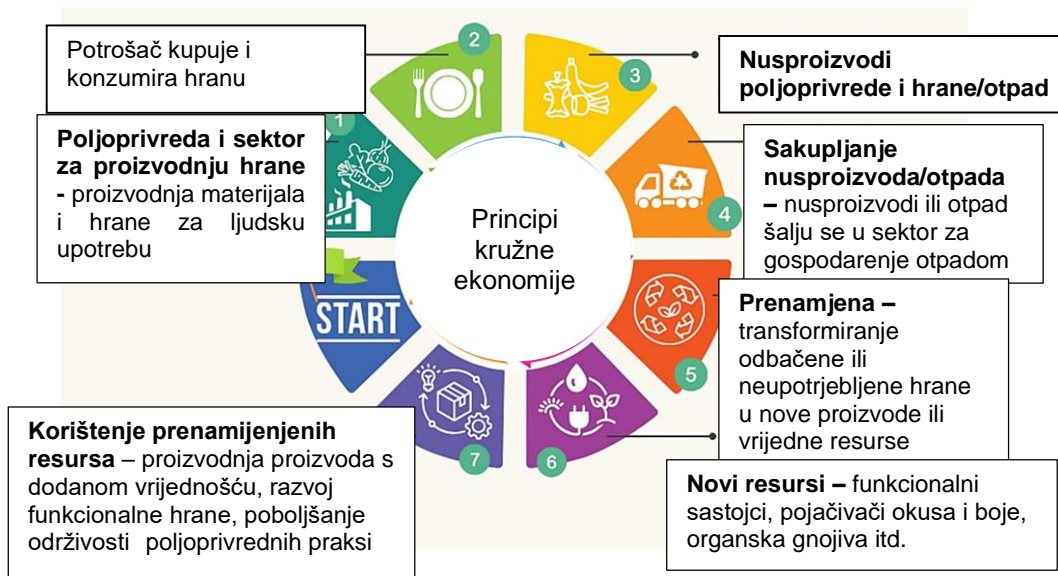 Potrošač kupuje i
konzumira hranu
2
3
Nusproizvodi
poljoprivrede i hrane/otpad
1
Poljoprivreda i sektor
za proizvodnju hrane
- proizvodnja materijala
i hrane za ljudsku
upotrebu
Sakupljanje
nusproizvoda/otpada
– nusproizvodi ili otpad
šalju se u sektor za
gospodarenje otpadom
4
Principi
kružne
ekonomije
START
Prenamjena –
transformiranje
odbačene ili
neupotrjebljene hrane
u nove proizvode ili
vrijedne resurse
5
Korištenje prenamijenjenih
resursa – proizvodnja proizvoda s
dodanom vrijednošću, razvoj
funkcionalne hrane, poboljšanje
održivosti poljoprivrednih praksi
7
6
Novi resursi – funkcionalni
sastojci, pojačivači okusa i boje,
organska gnojiva itd.